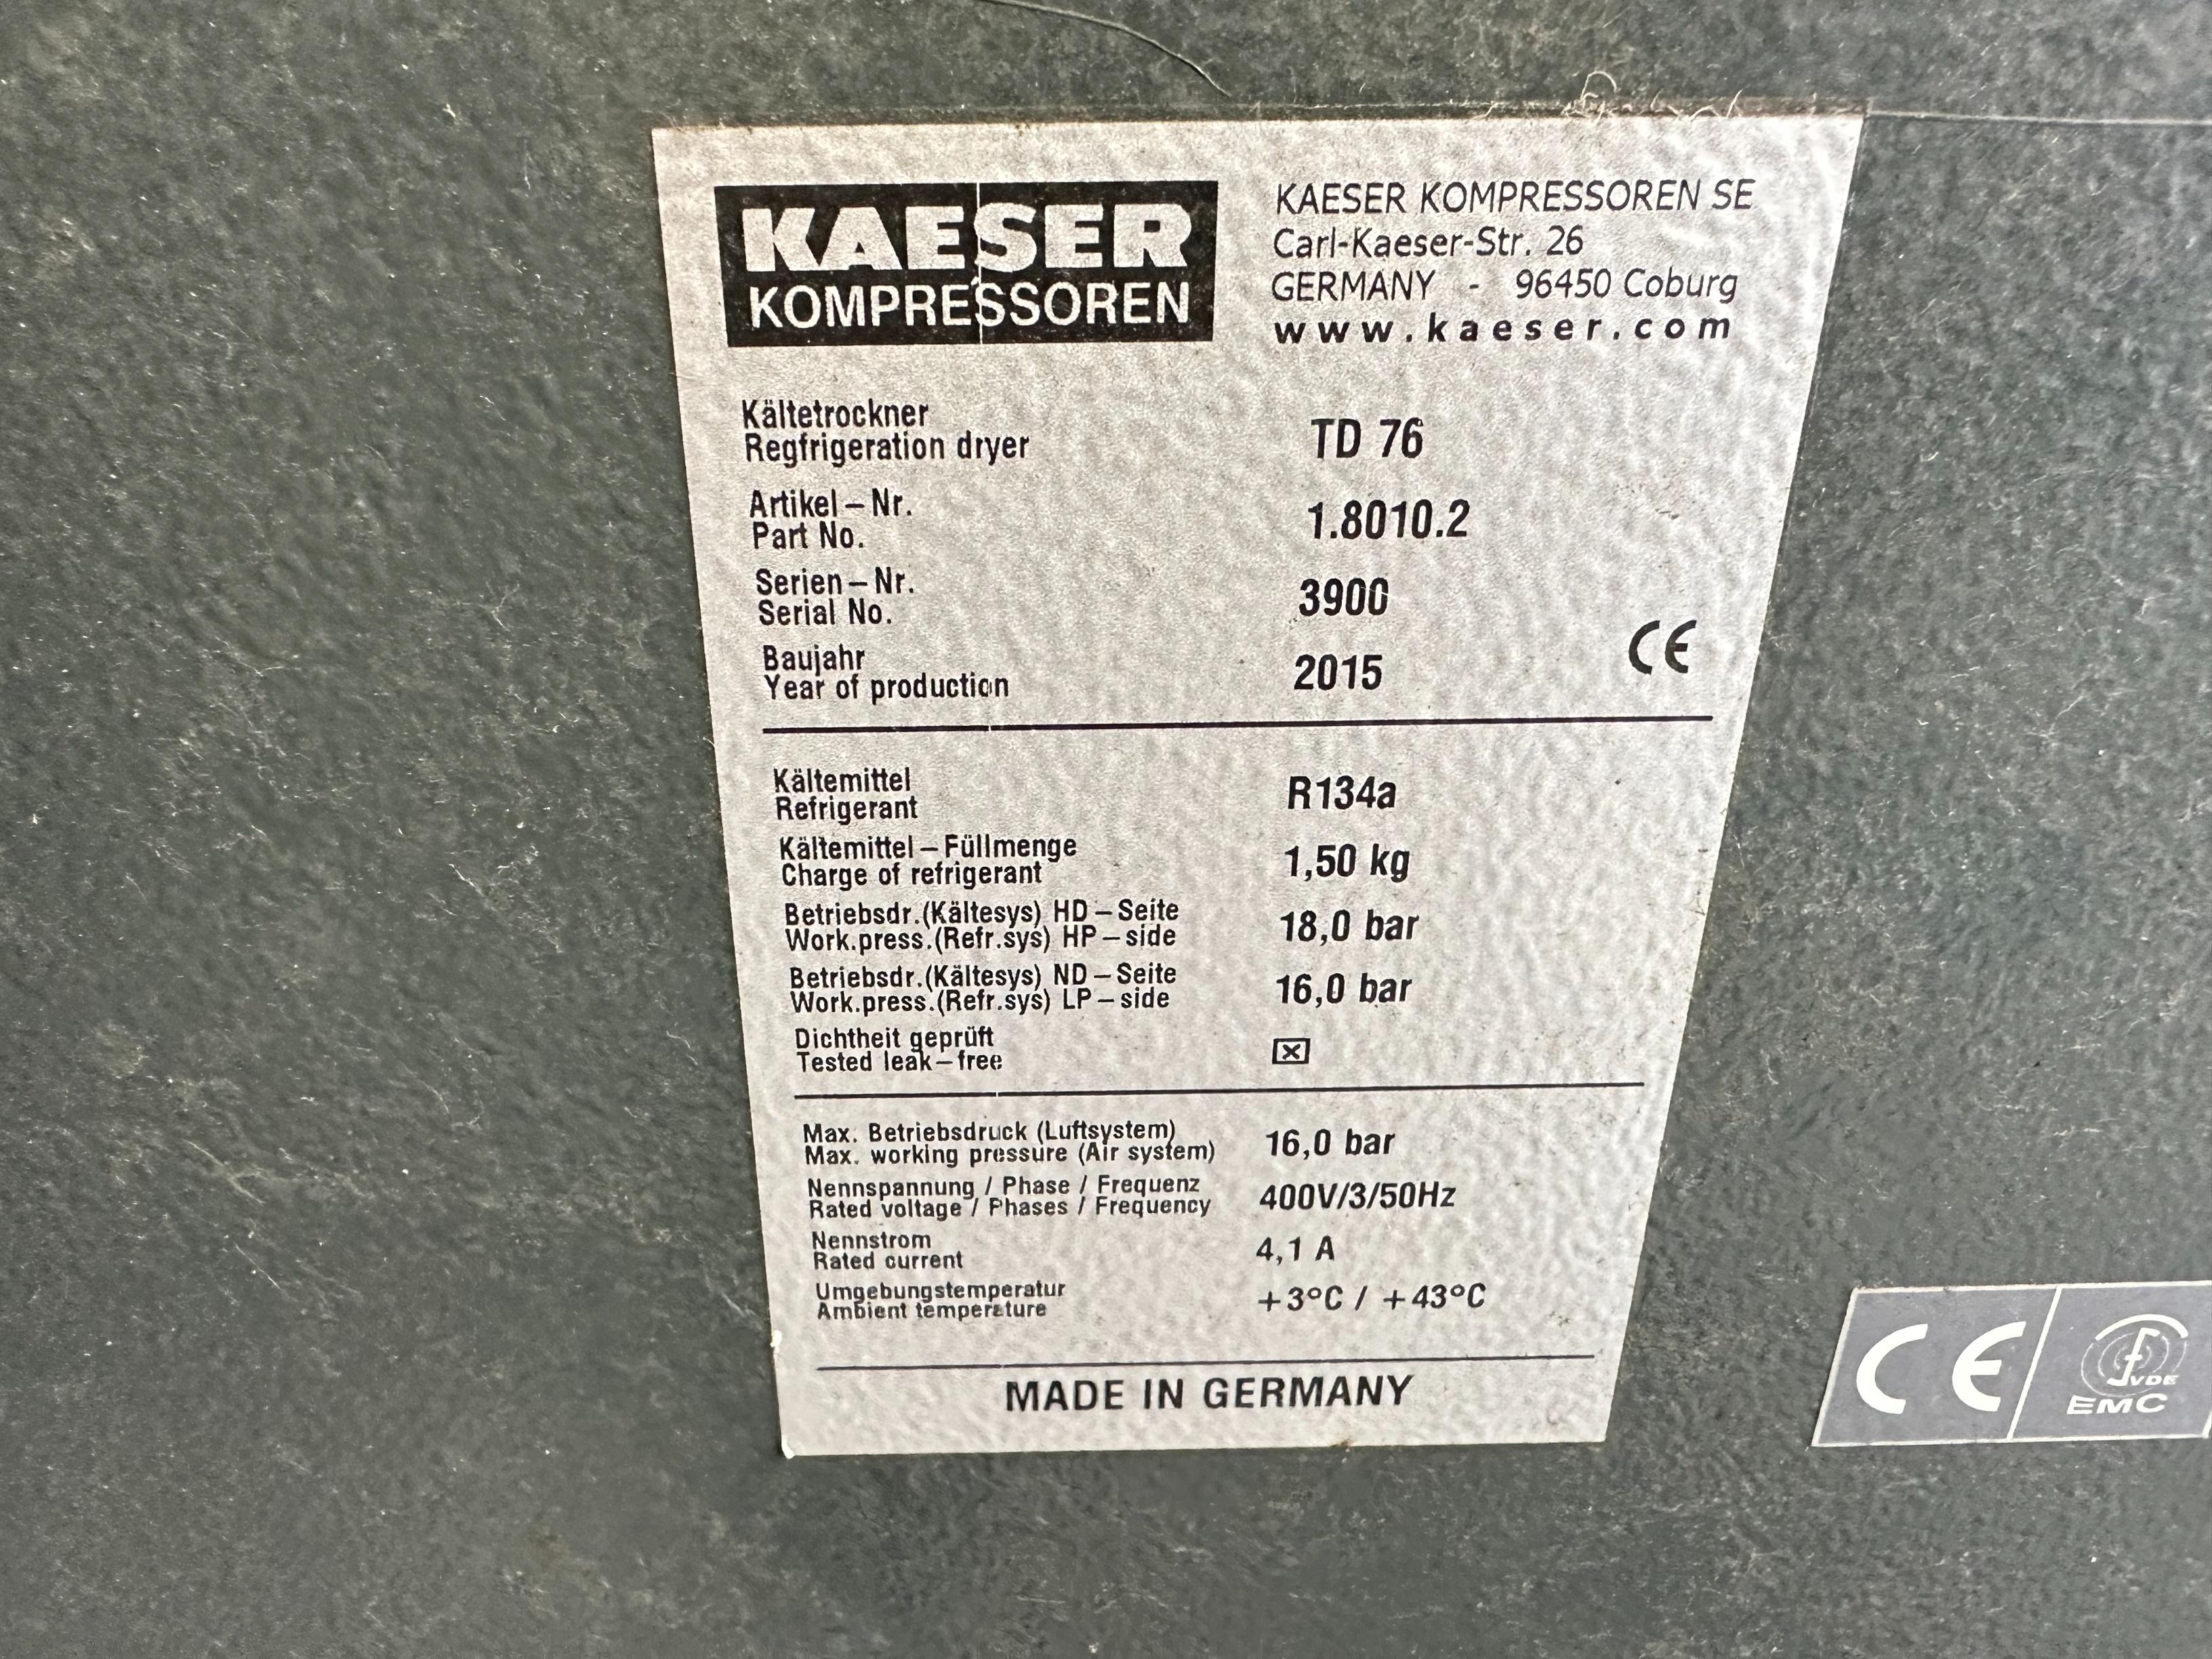 KAESER
KOMPRESSOREN
KAESER KOMPRESSOREN SE
Carl-Kaeser-Str. 26
GERMANY - 96450 Coburg
www.kaeser.com
Kältetrockner
Regfrigeration dryer
TD 76
Artikel – Nr.
Part No.
1.8010.2
Serien – Nr.
Serial No.
3900
Baujahr
Year of production
2015
CE
Kältemittel
Refrigerant
R134a
Kältemittel – Füllmenge
Charge of refrigerant
1,50 kg
Betriebsdr.(Kältesys) HD – Seite
Work.press.(Refr.sys) HP – side
18,0 bar
Betriebsdr.(Kältesys) ND – Seite
Work.press.(Refr.sys) LP – side
16,0 bar
Dichtheit geprüft
Tested leak – free
☒
Max. Betriebsdruck (Luftsystem)
Max. working pressure (Air system)
16,0 bar
Nennspannung / Phase / Frequenz
Rated voltage / Phases / Frequency
400V/3/50Hz
Nennstrom
Rated current
4,1 A
Umgebungstemperatur
Ambient temperature
+3°C / +43°C
MADE IN GERMANY
CE
VDE
EMC